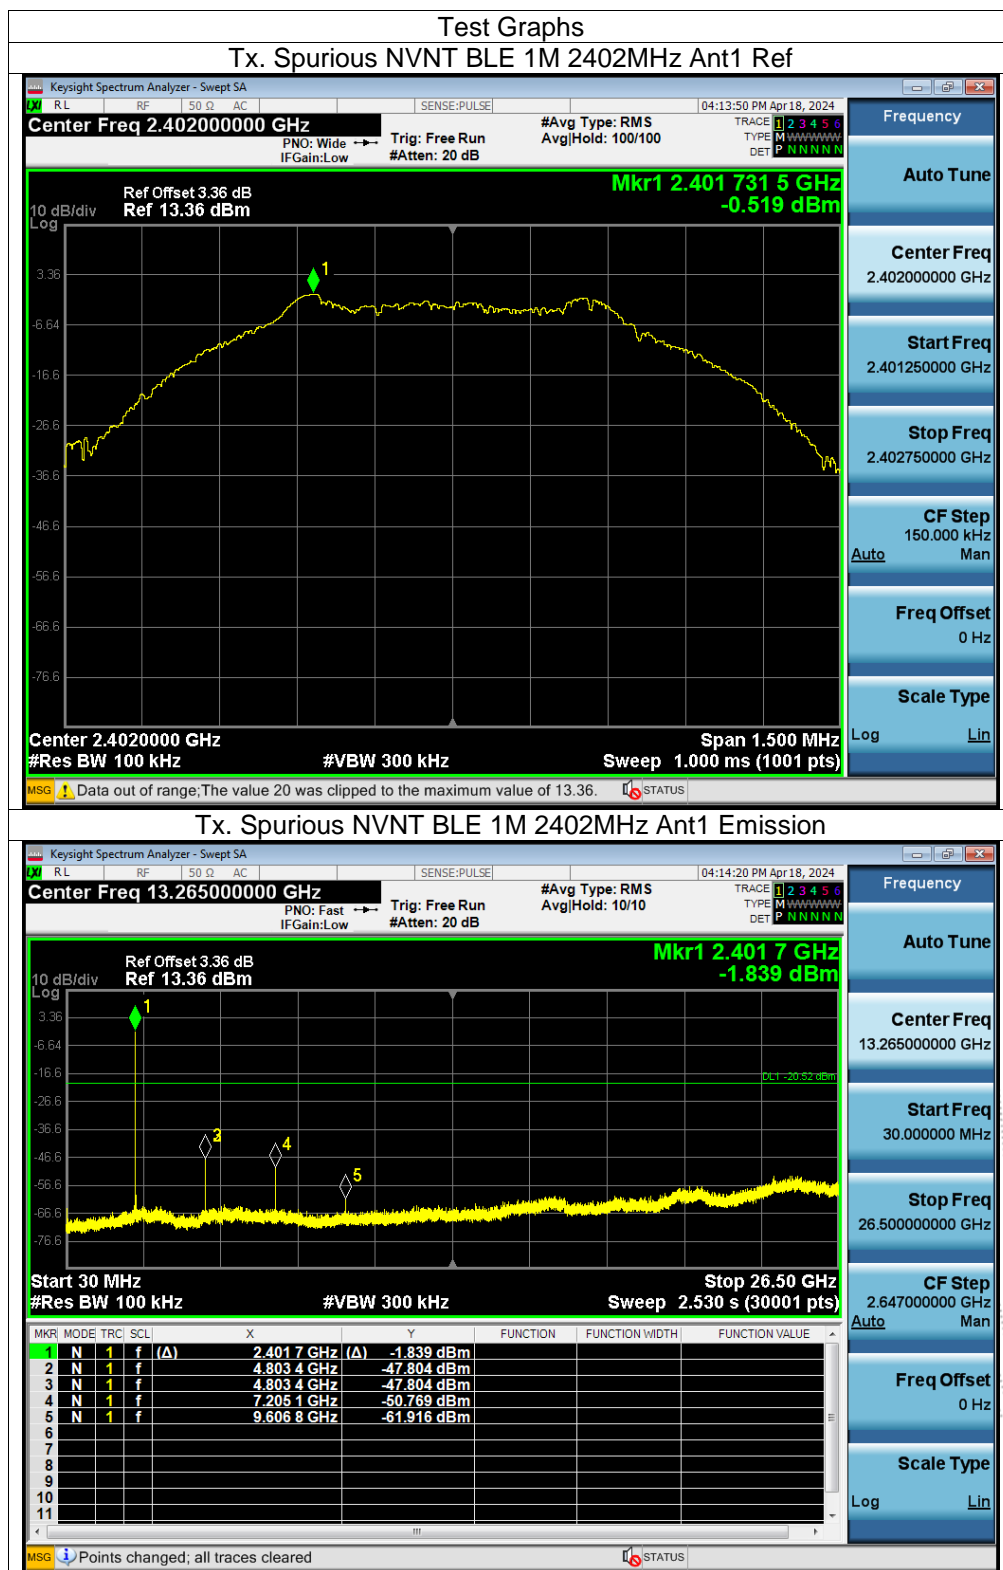 Test Graphs
Tx. Spurious NVNT BLE 1M 2402MHz Ant1 Ref
Keysight Spectrum Analyzer - Swept SA
LXI RL RF 50 Ω AC SENSE:PULSE 04:13:50 PM Apr 18, 2024
Center Freq 2.402000000 GHz #Avg Type: RMS TRACE 1 2 3 4 5 6
PNO: Wide Trig: Free Run Avg|Hold: 100/100 TYPE M WWWWW
IFGain:Low #Atten: 20 dB DET P N N N N N
Frequency
Mkr1 2.401 731 5 GHz
-0.519 dBm
Ref Offset 3.36 dB
10 dB/div Ref 13.36 dBm
Log
1
3.36
-6.64
-16.6
-26.6
-36.6
-46.6
-56.6
-66.6
-76.6
Center 2.4020000 GHz Span 1.500 MHz
#Res BW 100 kHz #VBW 300 kHz Sweep 1.000 ms (1001 pts)
Auto Tune
Center Freq
2.402000000 GHz
Start Freq
2.401250000 GHz
Stop Freq
2.402750000 GHz
CF Step
150.000 kHz
Auto Man
Freq Offset
0 Hz
Scale Type
Log Lin
MSG Data out of range;The value 20 was clipped to the maximum value of 13.36. STATUS
Tx. Spurious NVNT BLE 1M 2402MHz Ant1 Emission
Keysight Spectrum Analyzer - Swept SA
LXI RL RF 50 Ω AC SENSE:PULSE 04:14:20 PM Apr 18, 2024
Center Freq 13.265000000 GHz #Avg Type: RMS TRACE 1 2 3 4 5 6
PNO: Fast Trig: Free Run Avg|Hold: 10/10 TYPE M WWWWW
IFGain:Low #Atten: 20 dB DET P N N N N N
Frequency
Mkr1 2.401 7 GHz
-1.839 dBm
Ref Offset 3.36 dB
10 dB/div Ref 13.36 dBm
Log
1
3.36
-6.64
-16.6
DL1 -20.52 dBm
-26.6
-36.6
3 4
-46.6
5
-56.6
-66.6
-76.6
Start 30 MHz Stop 26.50 GHz
#Res BW 100 kHz #VBW 300 kHz Sweep 2.530 s (30001 pts)
MKR MODE TRC SCL X Y FUNCTION FUNCTION WIDTH FUNCTION VALUE
1 N 1 f (Δ) 2.401 7 GHz (Δ) -1.839 dBm
2 N 1 f 4.803 4 GHz -47.804 dBm
3 N 1 f 4.803 4 GHz -47.804 dBm
4 N 1 f 7.205 1 GHz -50.769 dBm
5 N 1 f 9.606 8 GHz -61.916 dBm
6
7
8
9
10
11
Auto Tune
Center Freq
13.265000000 GHz
Start Freq
30.000000 MHz
Stop Freq
26.500000000 GHz
CF Step
2.647000000 GHz
Auto Man
Freq Offset
0 Hz
Scale Type
Log Lin
MSG Points changed; all traces cleared STATUS